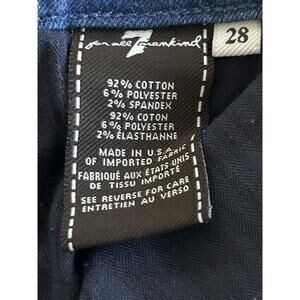 7
for all mankind
28
92% COTTON
6% POLYESTER
2% SPANDEX
92% COTON
6% POLYESTER
2% ÉLASTHANNE
MADE IN U.S.A.
OF IMPORTED FABRIC
FABRIQUÉ AUX ÉTATS-UNIS
DE TISSU IMPORTÉ
SEE REVERSE FOR CARE
ENTRETIEN AU VERSO